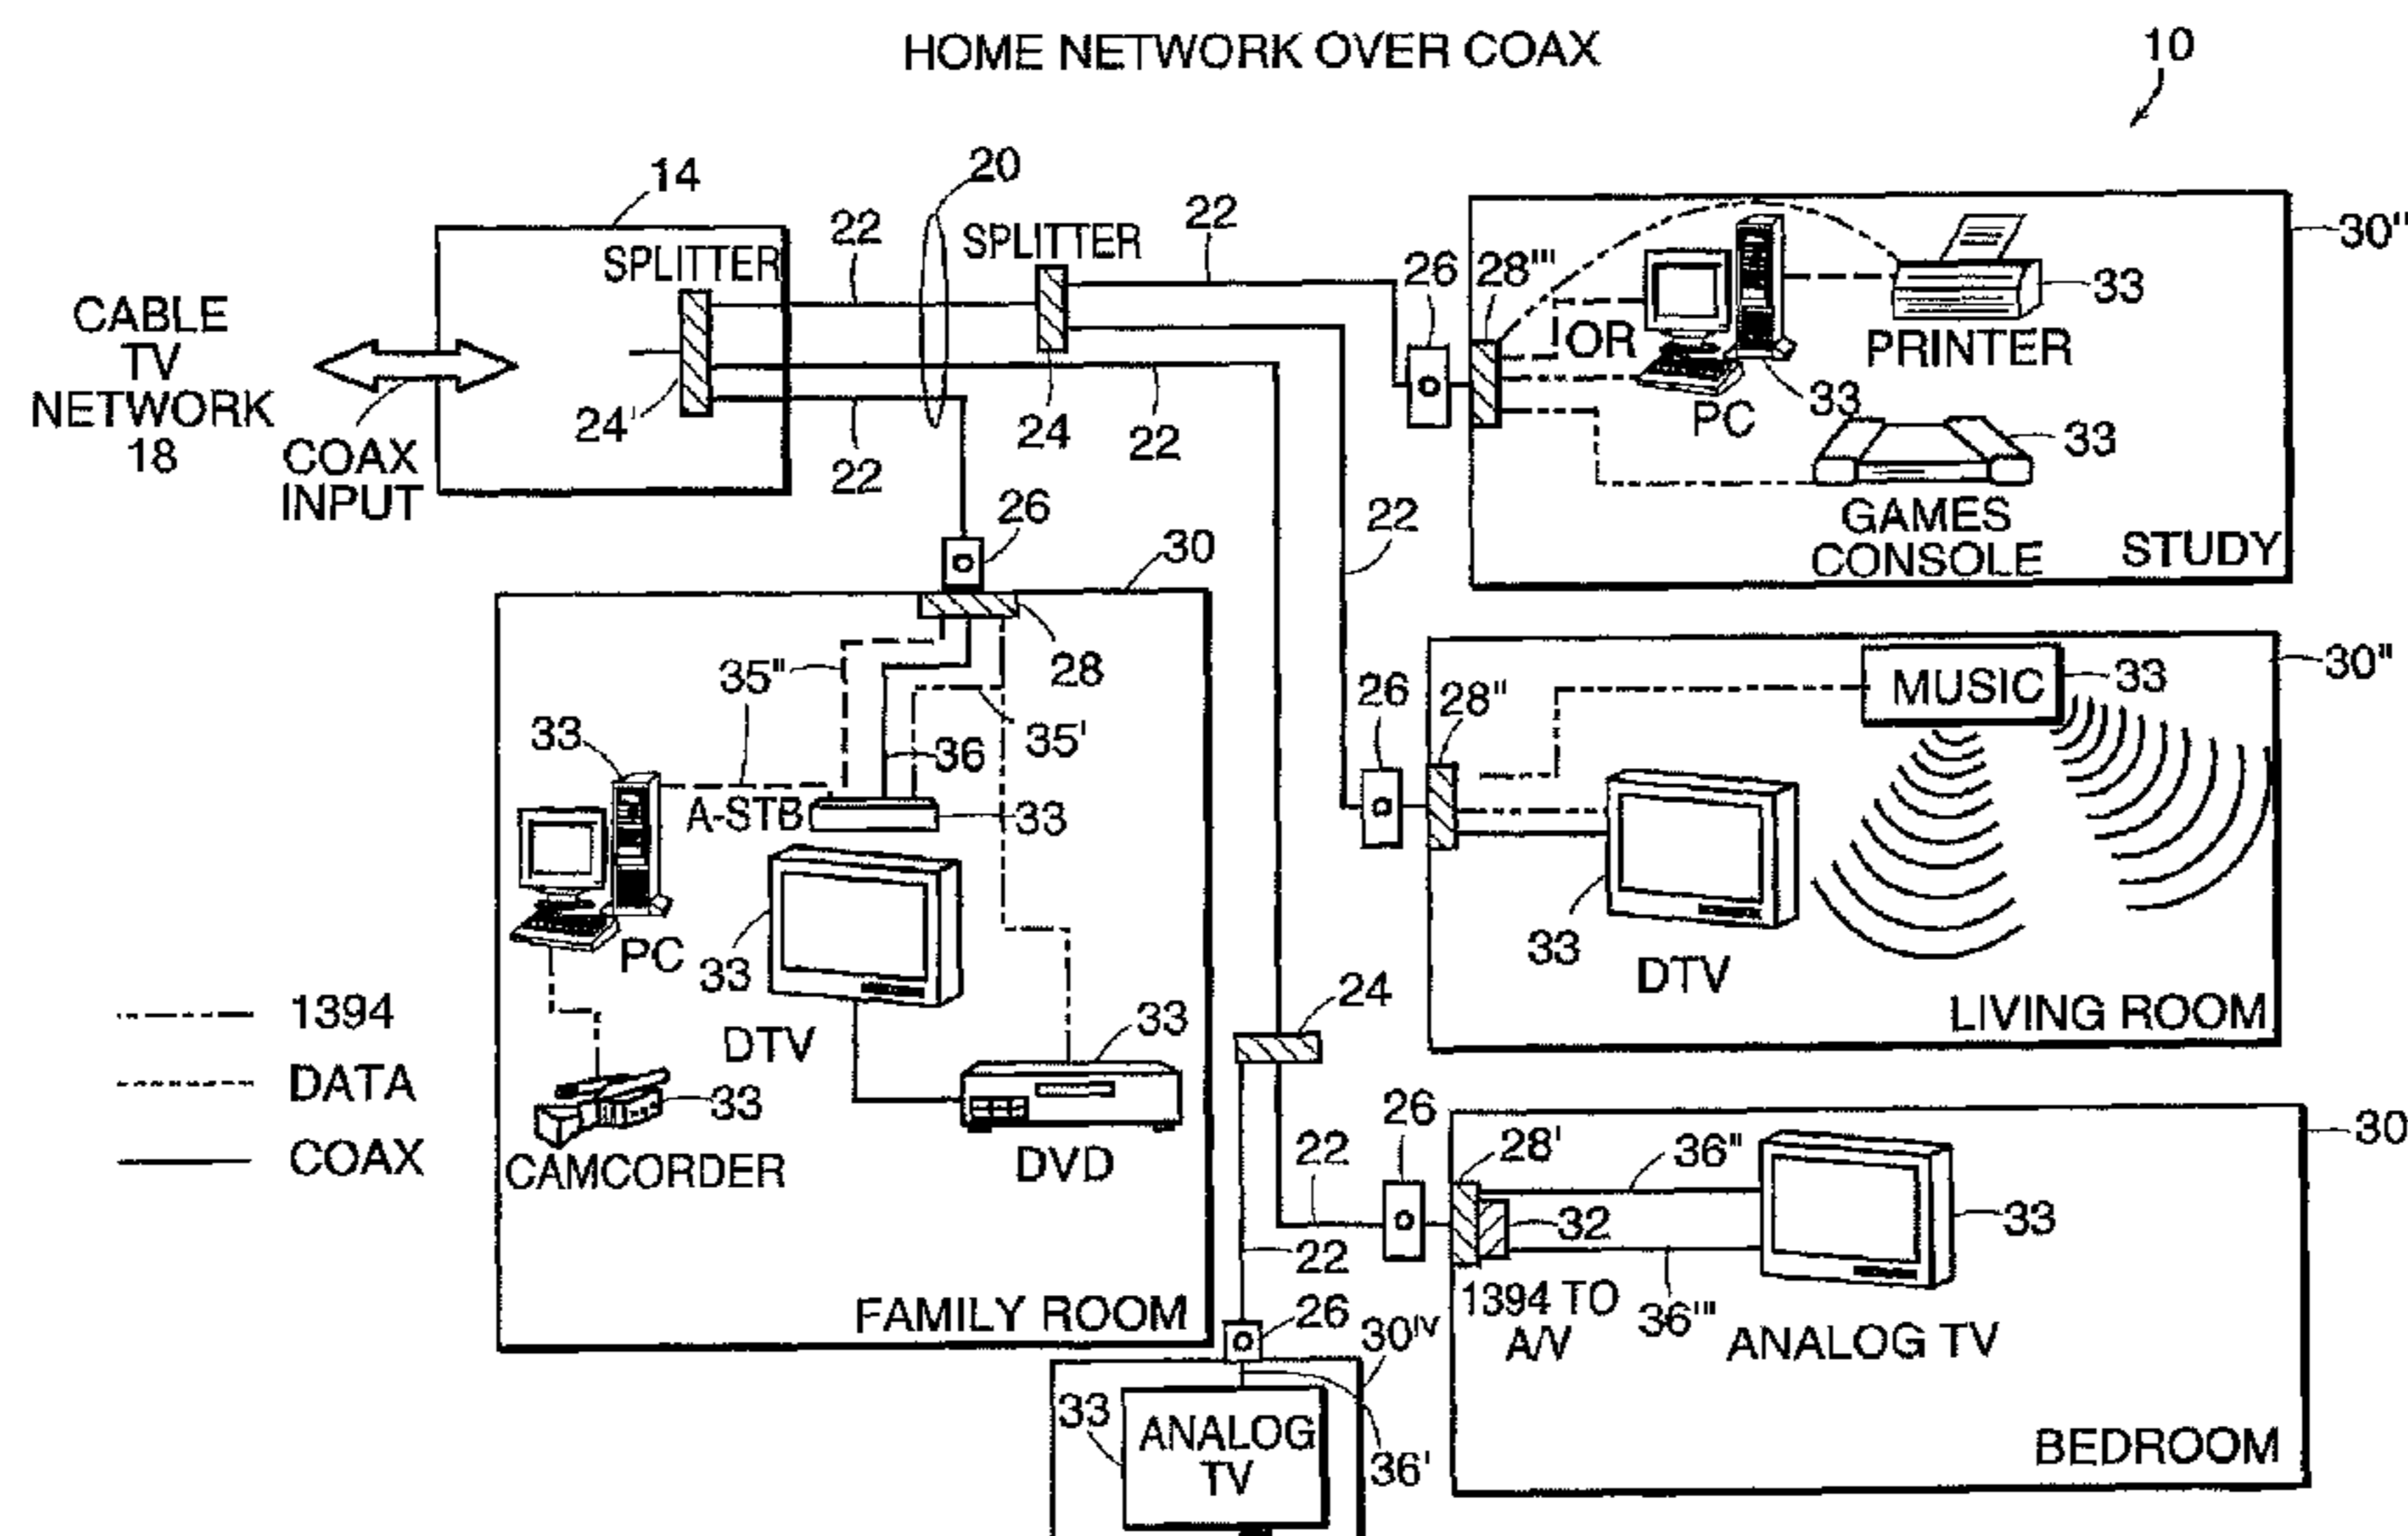 HOME NETWORK OVER COAX
10
14
20
22
SPLITTER
SPLITTER
22
26
28'''
30''
33
OR
PRINTER
CABLE
TV
NETWORK
18
COAX
INPUT
24'
22
24
22
PC
33
33
GAMES
CONSOLE
STUDY
26
30
22
28
35''
35'
36
33
A-STB
33
PC
33
DTV
33
DVD
33
CAMCORDER
FAMILY ROOM
1394
DATA
COAX
26
28''
MUSIC
33
30''
33
DTV
LIVING ROOM
24
22
22
26
28'
36''
32
33
30
1394 TO
A/V
36'''
ANALOG TV
BEDROOM
26
30IV
33
ANALOG
TV
36'